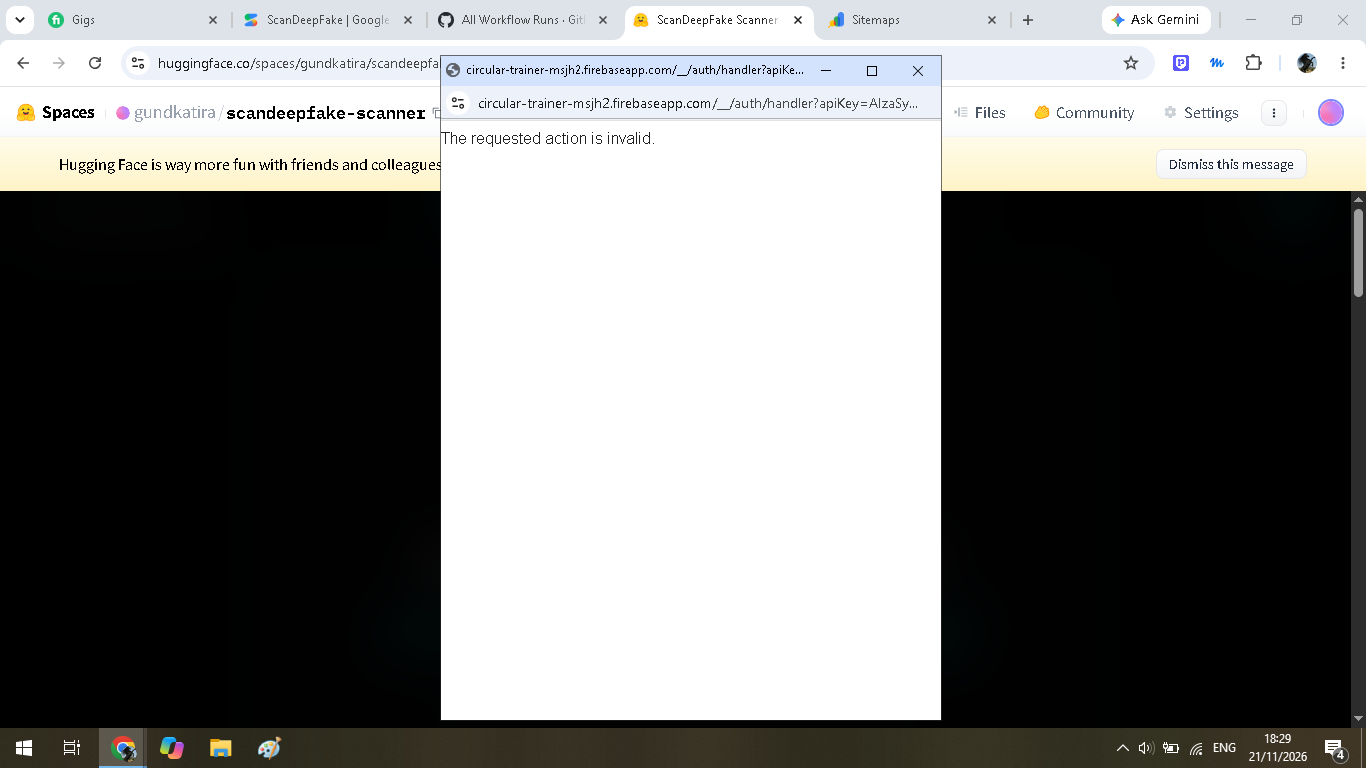 Gigs
ScanDeepFake | Google
All Workflow Runs · Git
ScanDeepFake Scanner
Sitemaps
Ask Gemini
huggingface.co/spaces/gundkatira/scandeepfa
circular-trainer-msjh2.firebaseapp.com/__/auth/handler?apiKe...
circular-trainer-msjh2.firebaseapp.com/__/auth/handler?apiKey=AIzaSy...
Spaces
gundkatira/scandeepfake-scanner
Files
Community
Settings
The requested action is invalid.
Hugging Face is way more fun with friends and colleagues
Dismiss this message
18:29
ENG
21/11/2026
4